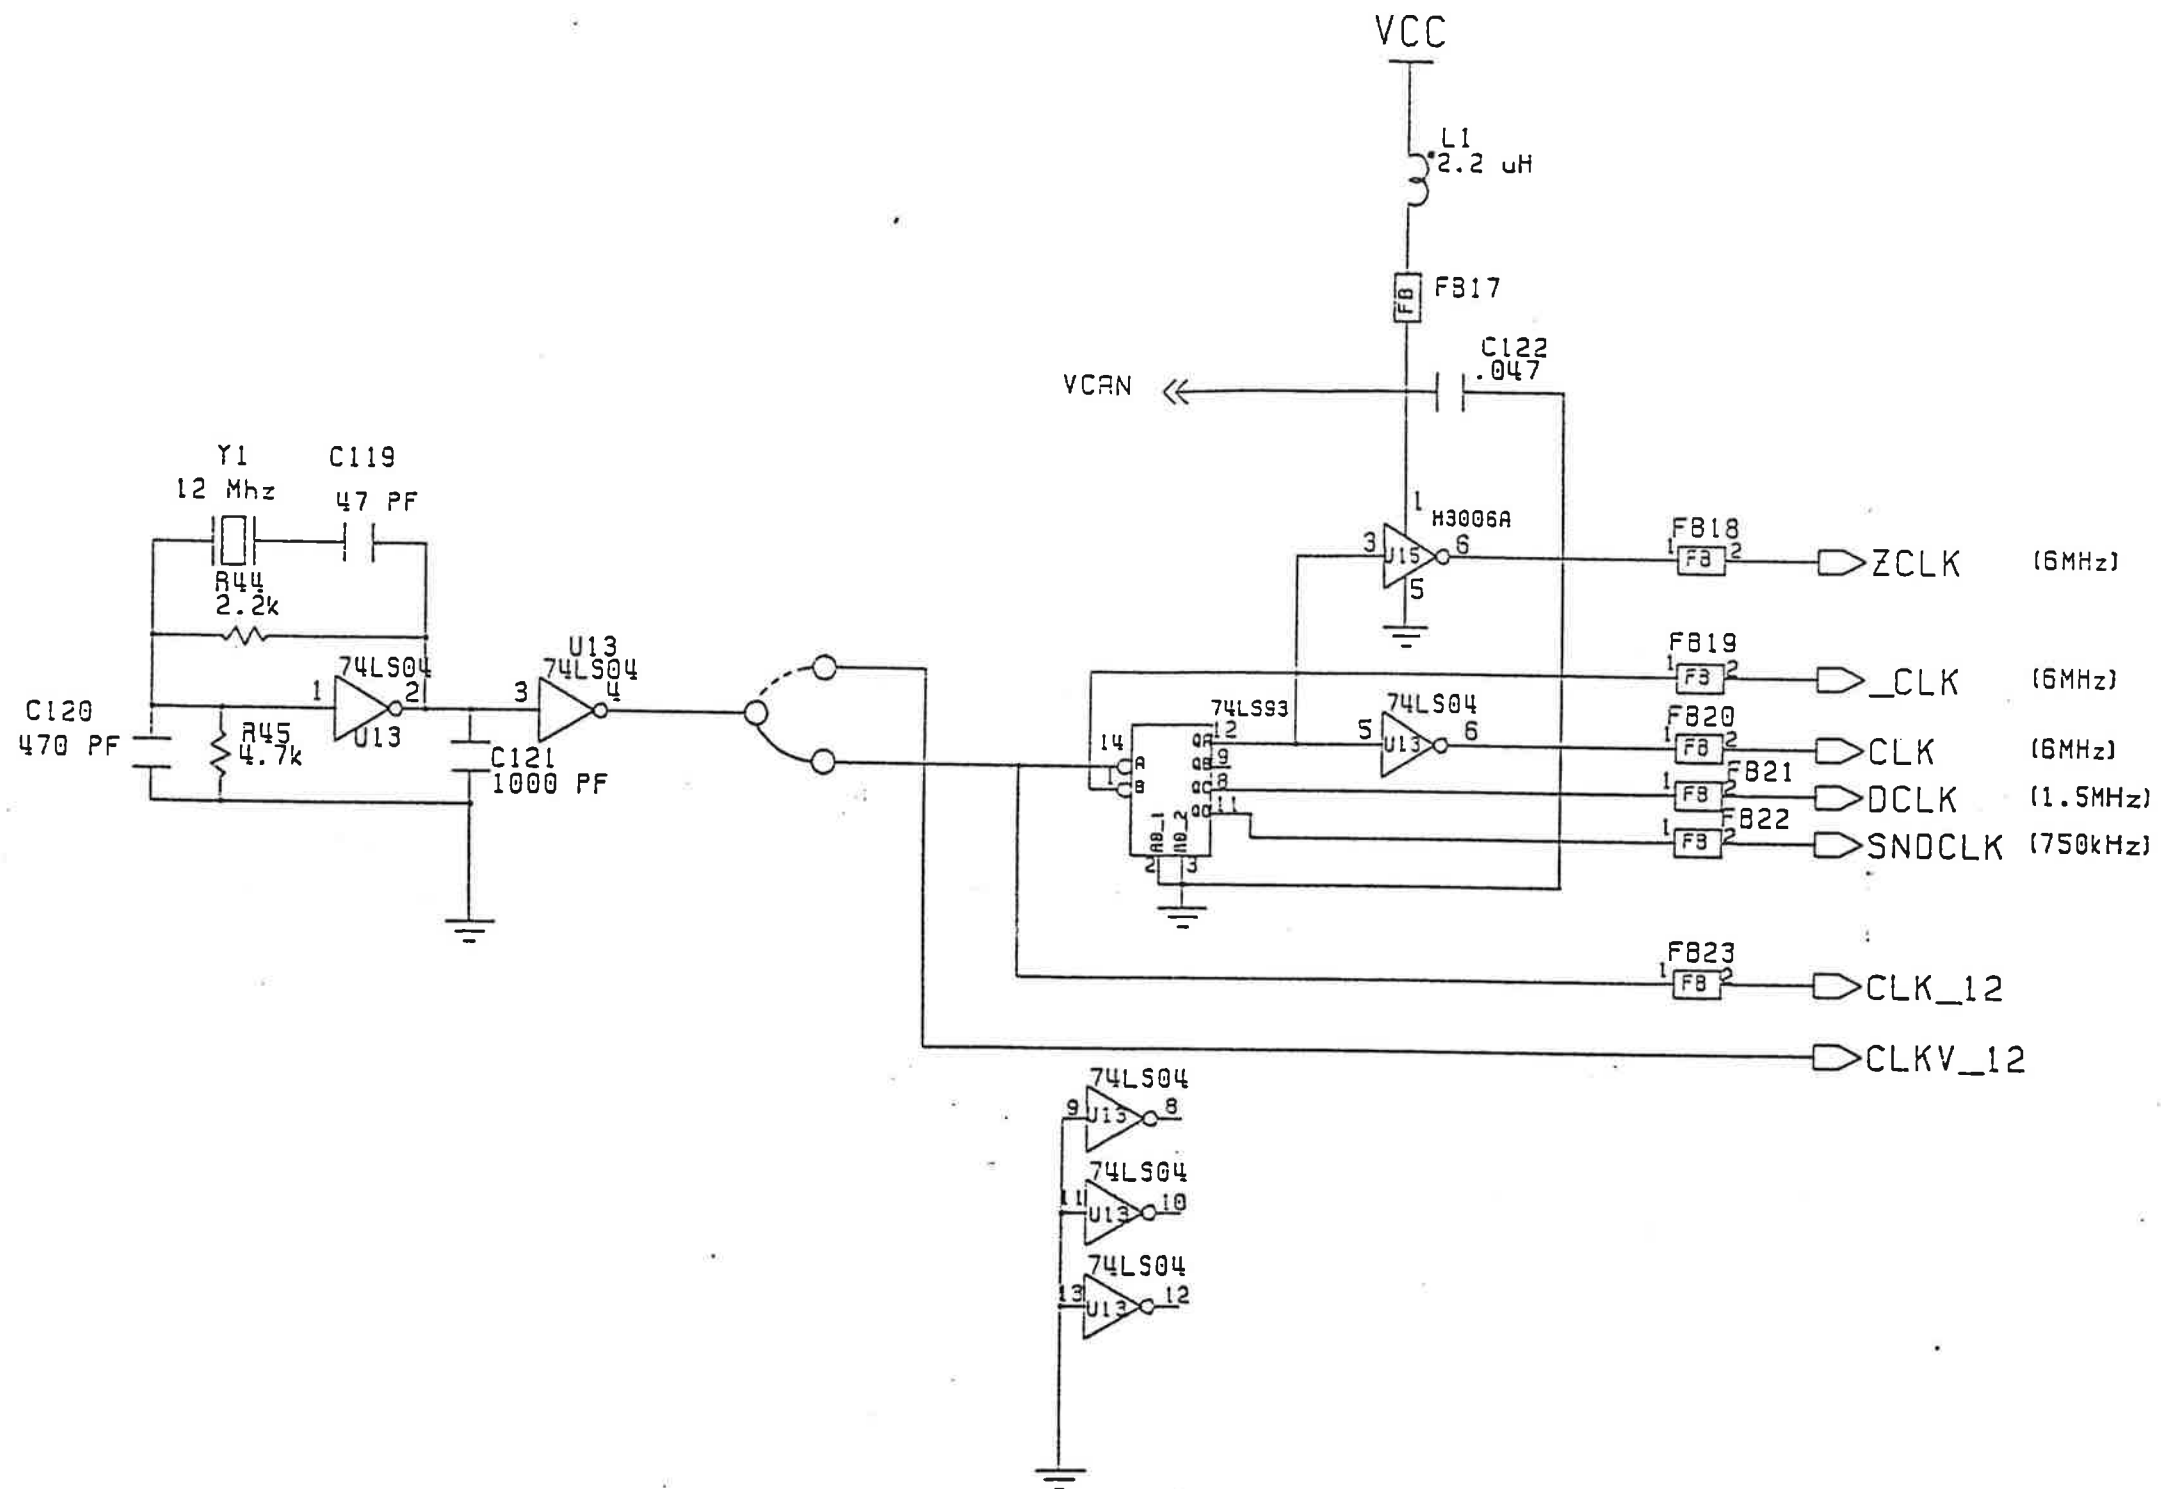 VCC
L1
2.2 uH
FB
FB17
C122
.047
VCAN
Y1
12 Mhz
C119
47 PF
R44
2.2k
1
H3006A
3
U15
6
5
FB18
1 FB 2
ZCLK (6MHz)
U13
74LS04
3
4
74LS04
1
2
U13
C120
470 PF
R45
4.7k
C121
1000 PF
FB19
1 FB 2
_CLK (6MHz)
74LS93
14
A
1
B
QA
12
QB
9
QC
8
QD
11
R0_1
R0_2
2
3
74LS04
5
U13
6
FB20
1 FB 2
CLK (6MHz)
FB21
1 FB 2
DCLK (1.5MHz)
FB22
1 FB 2
SNDCLK (750kHz)
FB23
1 FB 2
CLK_12
CLKV_12
74LS04
9
U13
8
74LS04
11
U13
10
74LS04
13
U13
12